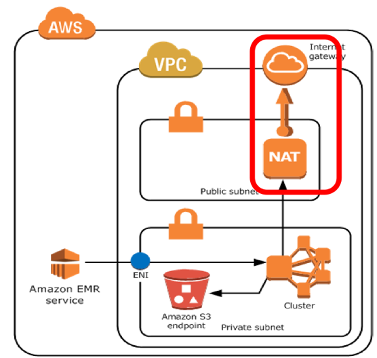 AWS
Internet
gateway
VPC
NAT
Public subnet
Amazon EMR
service
ENI
Amazon S3
endpoint
Cluster
Private subnet